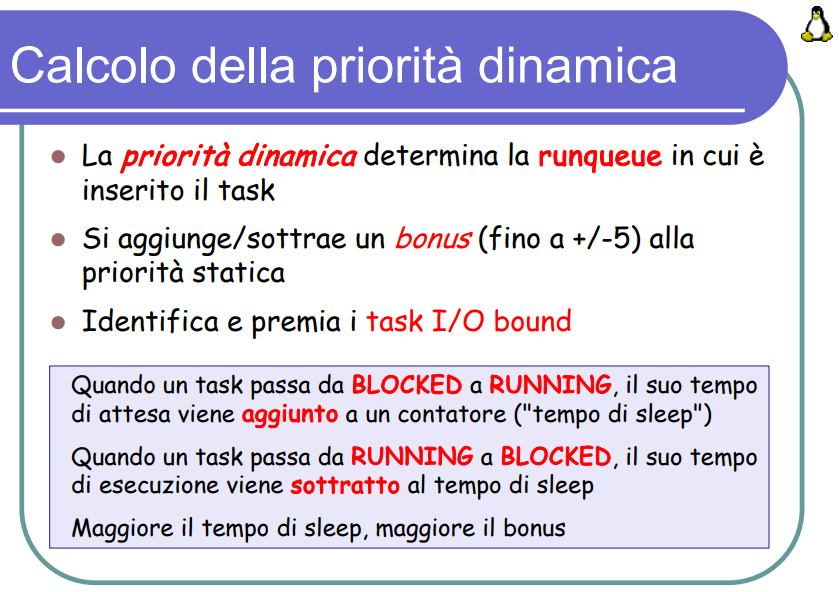 Calcolo della priorità dinamica
La priorità dinamica determina la runqueue in cui è
inserito il task
Si aggiunge/sottrae un bonus (fino a +/-5) alla
priorità statica
Identifica e premia i task I/O bound
Quando un task passa da BLOCKED a RUNNING, il suo tempo
di attesa viene aggiunto a un contatore ("tempo di sleep")
Quando un task passa da RUNNING a BLOCKED, il suo tempo
di esecuzione viene sottratto al tempo di sleep
Maggiore il tempo di sleep, maggiore il bonus